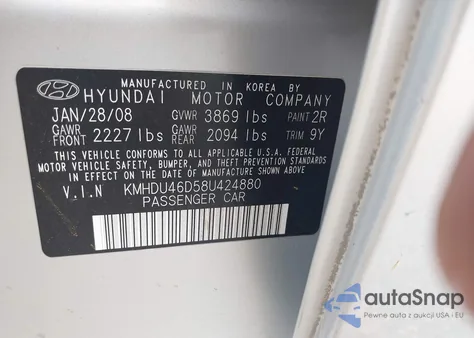 MANUFACTURED IN KOREA BY
HYUNDAI MOTOR COMPANY
JAN/28/08 GVWR 3869 lbs PAINT 2R
GAWR FRONT 2227 lbs GAWR REAR 2094 lbs TRIM 9Y
THIS VEHICLE CONFORMS TO ALL APPLICABLE U.S. FEDERAL
MOTOR VEHICLE SAFETY, BUMPER, AND THEFT PREVENTION STANDARDS
IN EFFECT ON THE DATE OF MANUFACTURE SHOWN ABOVE.
V.I.N KMHDU46D58U424880
PASSENGER CAR
autoSnap
Pewne auta z aukcji USA i EU